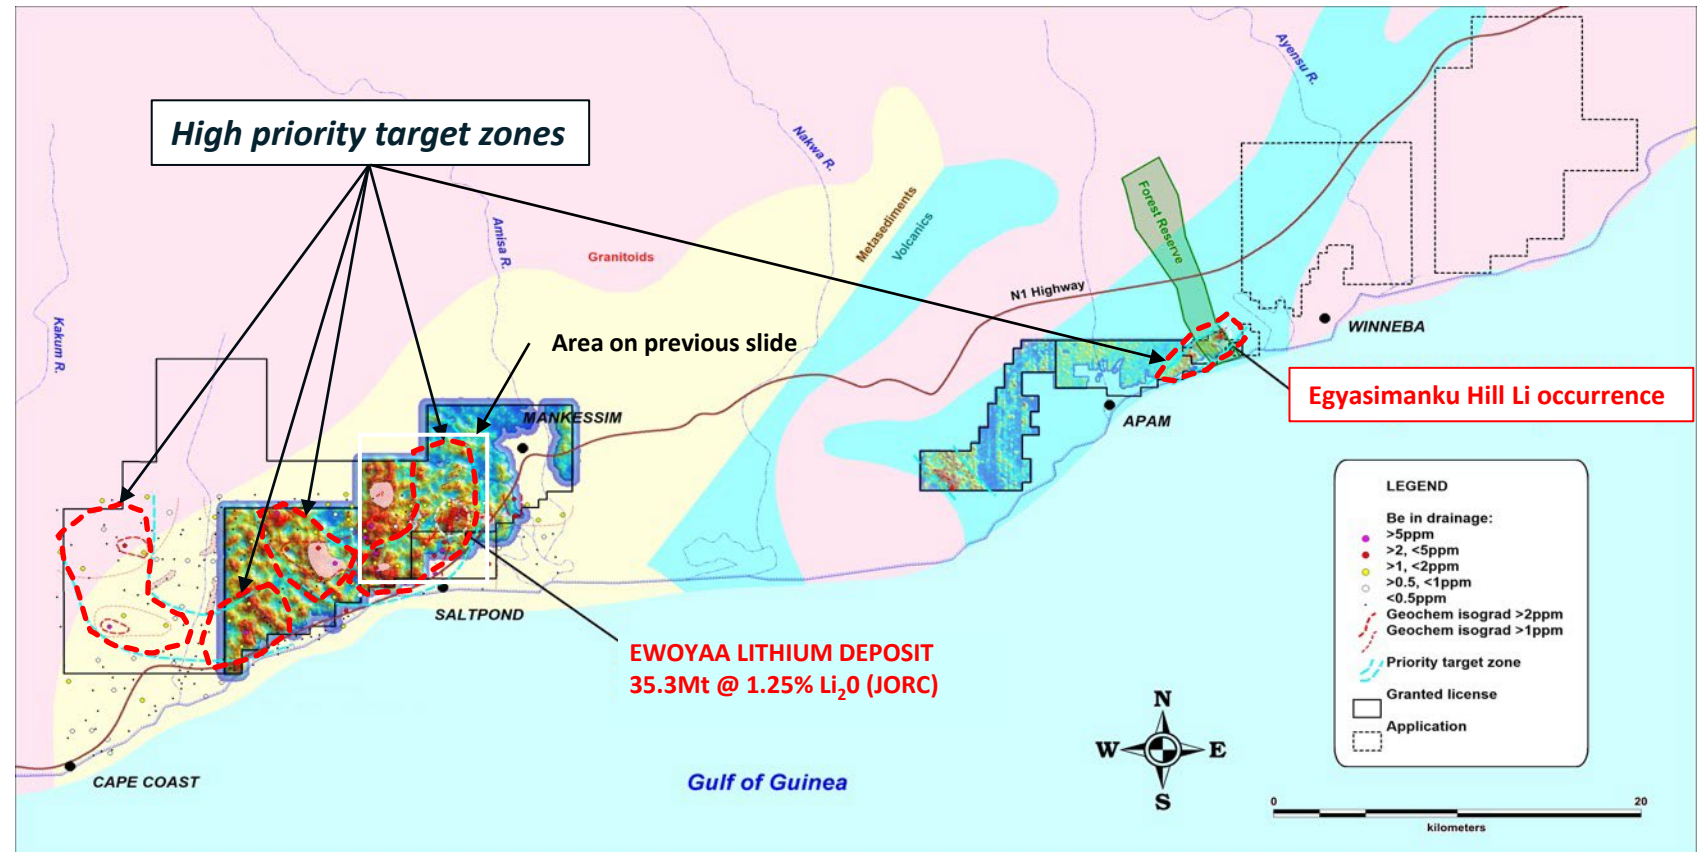 High priority target zones
Ayensu R.
Nakwa R.
Amisa R.
Kakum R.
Forest Reserve
Metasediments
Volcanics
Granitoids
N1 Highway
Area on previous slide
WINNEBA
Egyasimanku Hill Li occurrence
MANKESSIM
APAM
SALTPOND
EWOYAA LITHIUM DEPOSIT
35.3Mt @ 1.25% Li₂0 (JORC)
CAPE COAST
Gulf of Guinea
N
W
E
S
LEGEND
Be in drainage:
>5ppm
>2, <5ppm
>1, <2ppm
>0.5, <1ppm
<0.5ppm
Geochem isograd >2ppm
Geochem isograd >1ppm
Priority target zone
Granted license
Application
0
20
kilometers